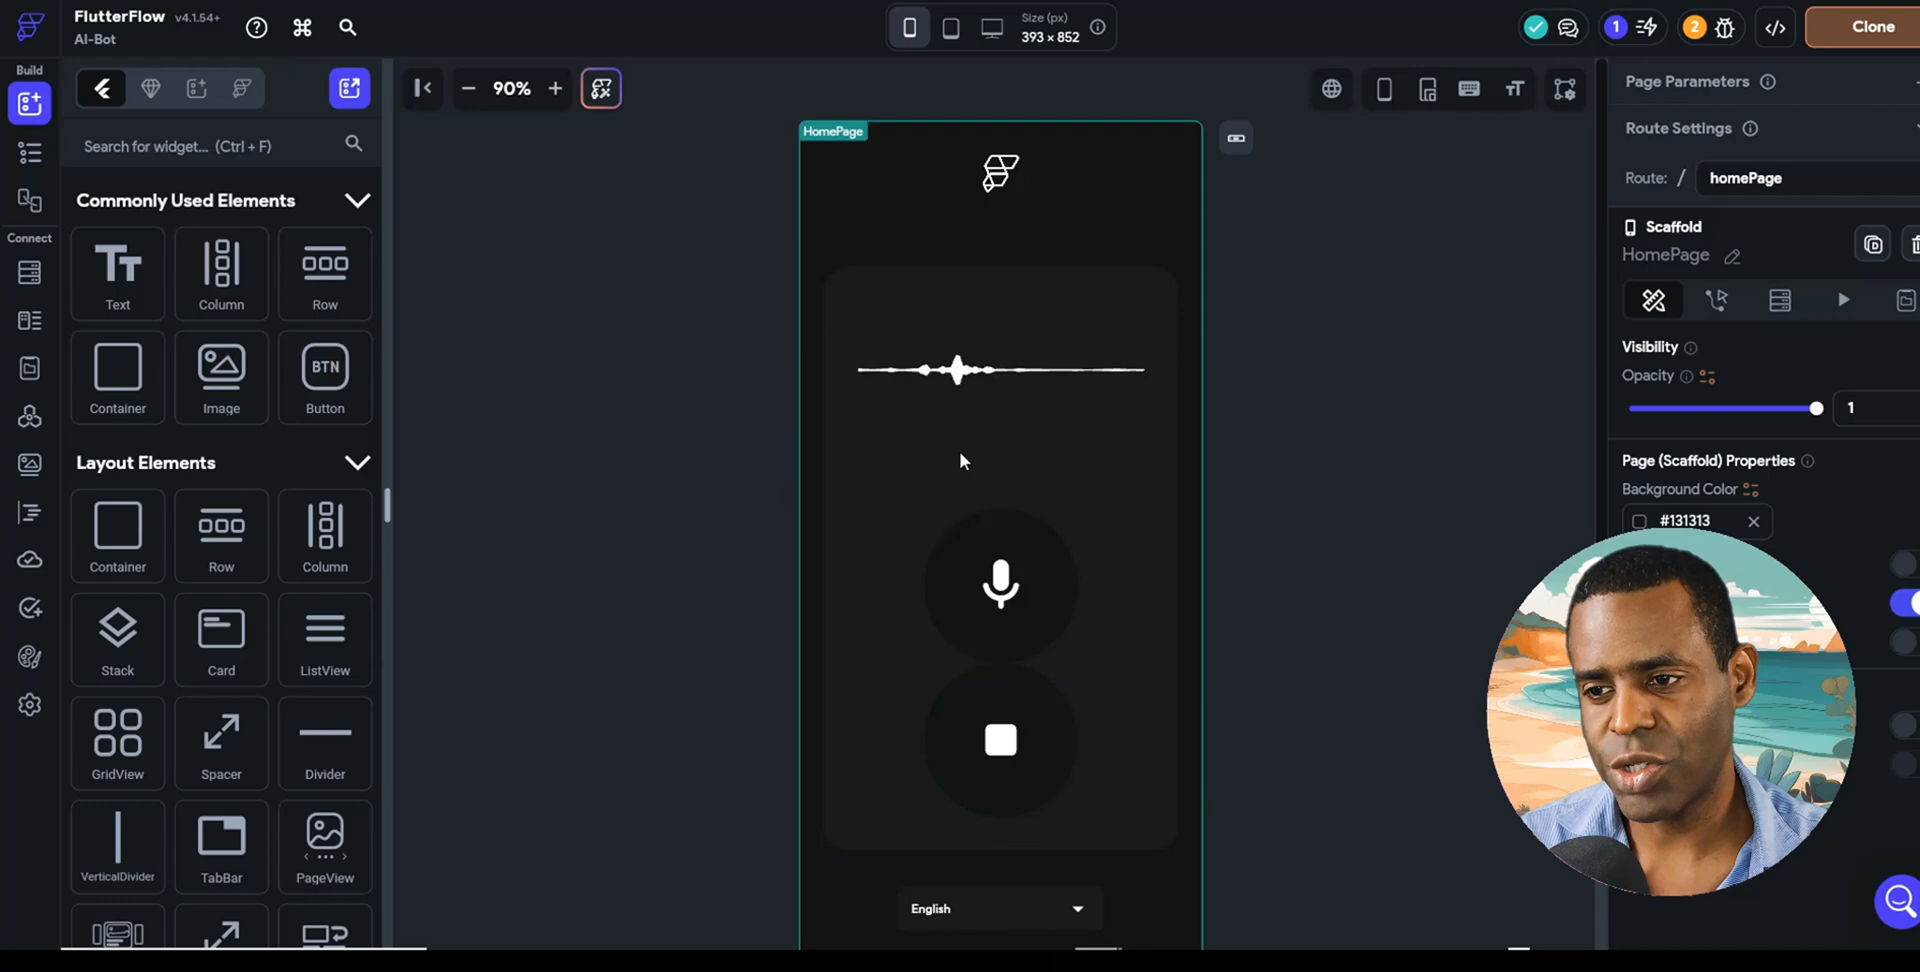 FlutterFlow v4.1.54+
AI-Bot
Size (px)
393 × 852
1
2
Clone
Build
90%
Page Parameters
Search for widget... (Ctrl + F)
HomePage
Route Settings
Route: / homePage
Commonly Used Elements
Scaffold
HomePage
Connect
Text
Column
Row
BTN
Container
Image
Button
Visibility
Opacity
1
Layout Elements
Page (Scaffold) Properties
Background Color
#131313
Container
Row
Column
Stack
Card
ListView
GridView
Spacer
Divider
VerticalDivider
TabBar
PageView
English